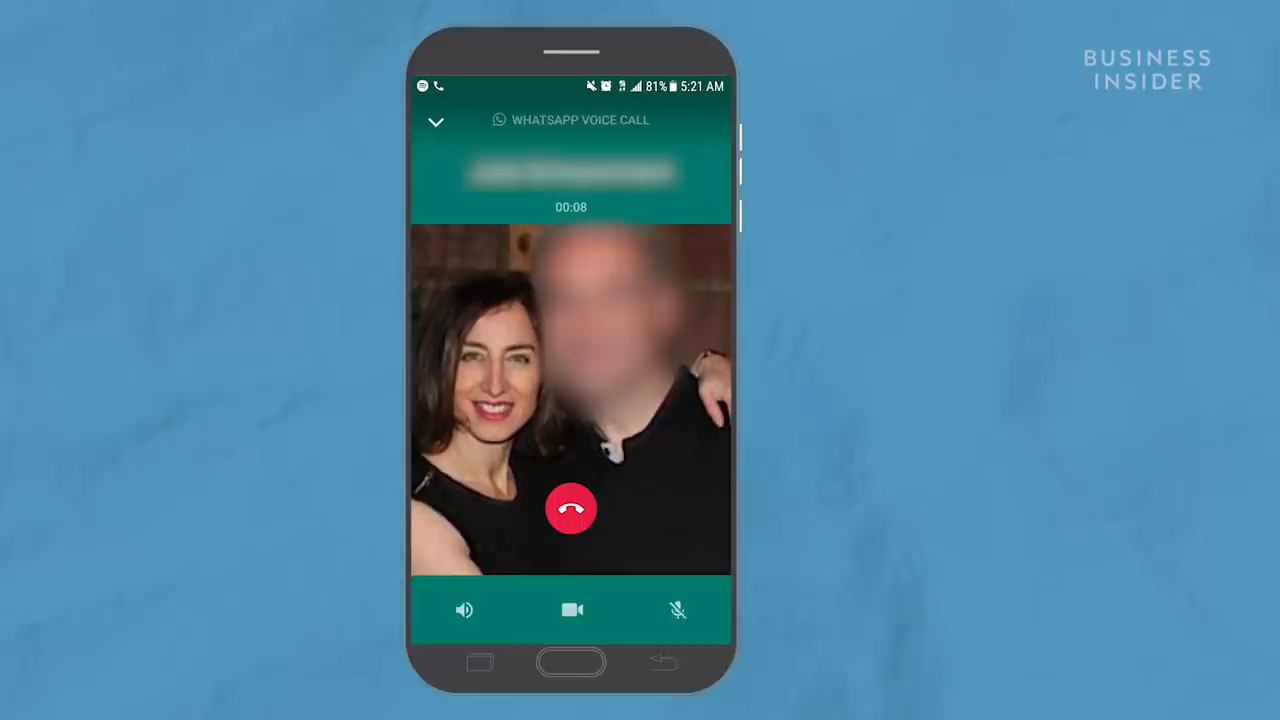 BUSINESS
INSIDER
81% 5:21 AM
WHATSAPP VOICE CALL
00:08